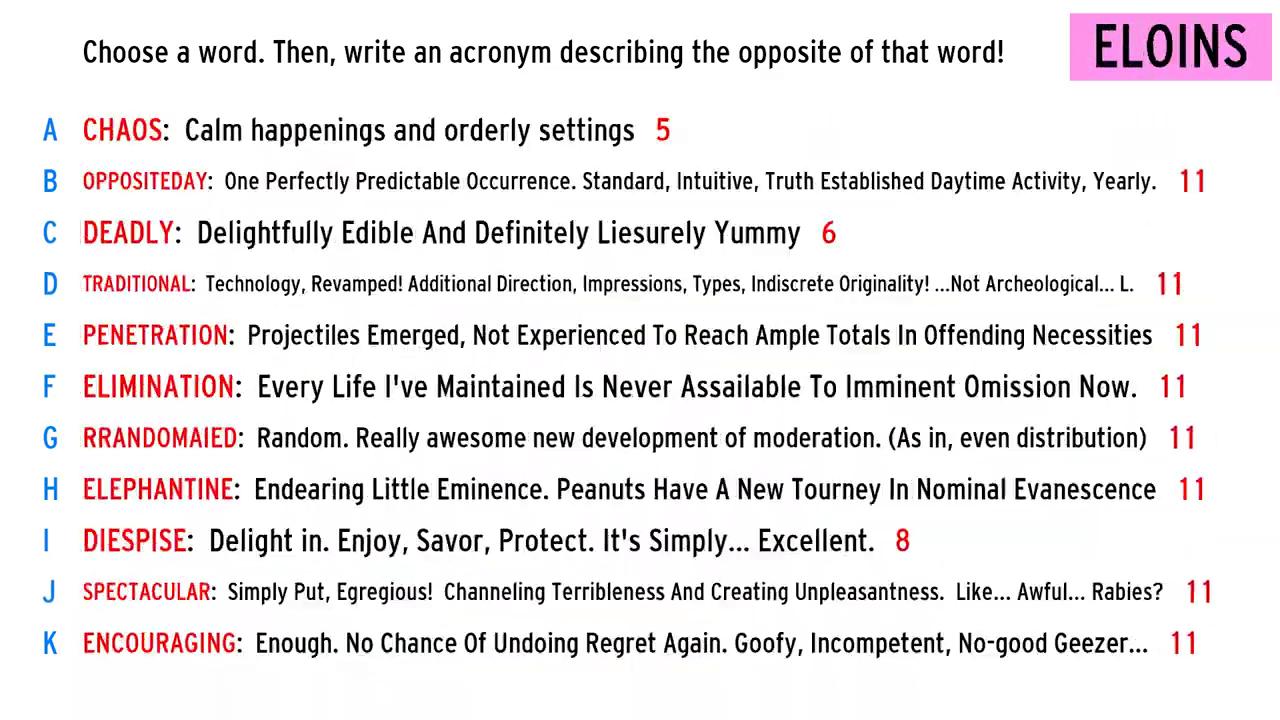 Choose a word. Then, write an acronym describing the opposite of that word!
ELOINS
A CHAOS: Calm happenings and orderly settings 5
B OPPOSITEDAY: One Perfectly Predictable Occurrence. Standard, Intuitive, Truth Established Daytime Activity, Yearly. 11
C DEADLY: Delightfully Edible And Definitely Liesurely Yummy 6
D TRADITIONAL: Technology, Revamped! Additional Direction, Impressions, Types, Indiscrete Originality! ...Not Archeological... L. 11
E PENETRATION: Projectiles Emerged, Not Experienced To Reach Ample Totals In Offending Necessities 11
F ELIMINATION: Every Life I've Maintained Is Never Assailable To Imminent Omission Now. 11
G RRANDOMAIED: Random. Really awesome new development of moderation. (As in, even distribution) 11
H ELEPHANTINE: Endearing Little Eminence. Peanuts Have A New Tourney In Nominal Evanescence 11
I DIESPISE: Delight in. Enjoy, Savor, Protect. It's Simply... Excellent. 8
J SPECTACULAR: Simply Put, Egregious! Channeling Terribleness And Creating Unpleasantness. Like... Awful... Rabies? 11
K ENCOURAGING: Enough. No Chance Of Undoing Regret Again. Goofy, Incompetent, No-good Geezer... 11